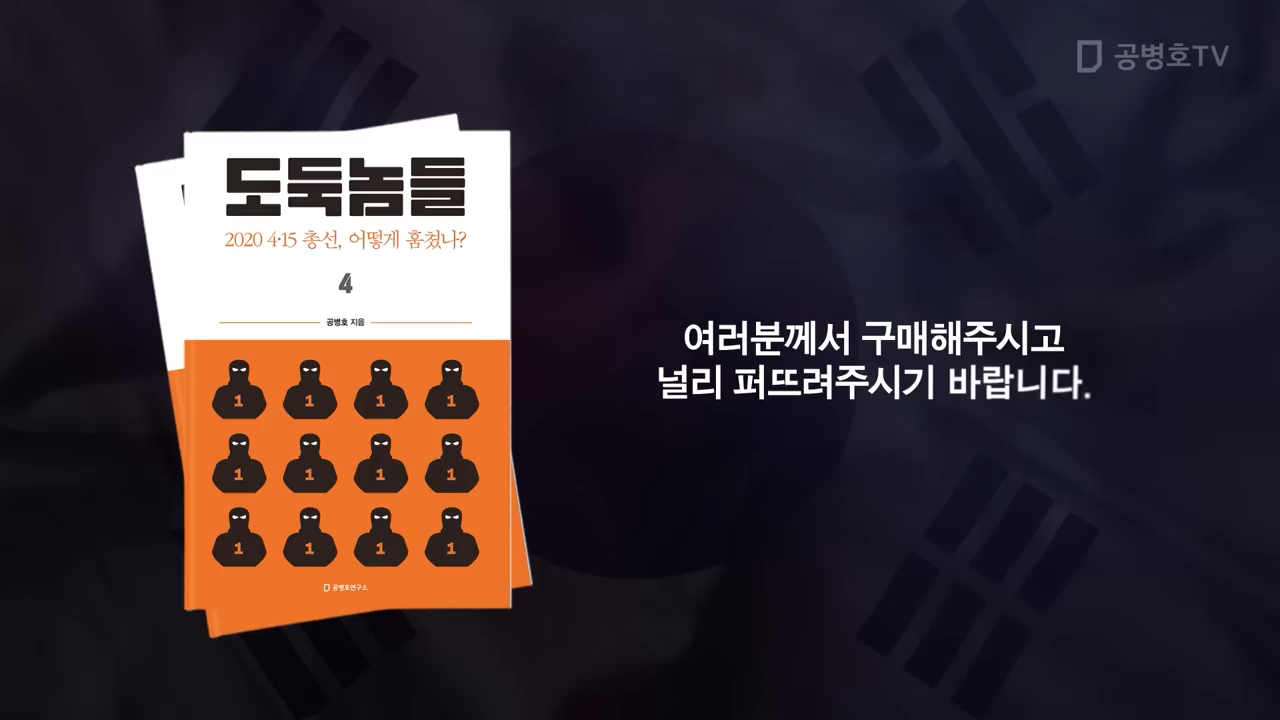 공병호TV
도둑놈들
2020 4·15 총선, 어떻게 훔쳤나?
4
공병호 지음
1 1 1 1
1 1 1 1
1 1 1 1
공병호연구소
여러분께서 구매해주시고
널리 퍼뜨려주시기 바랍니다.